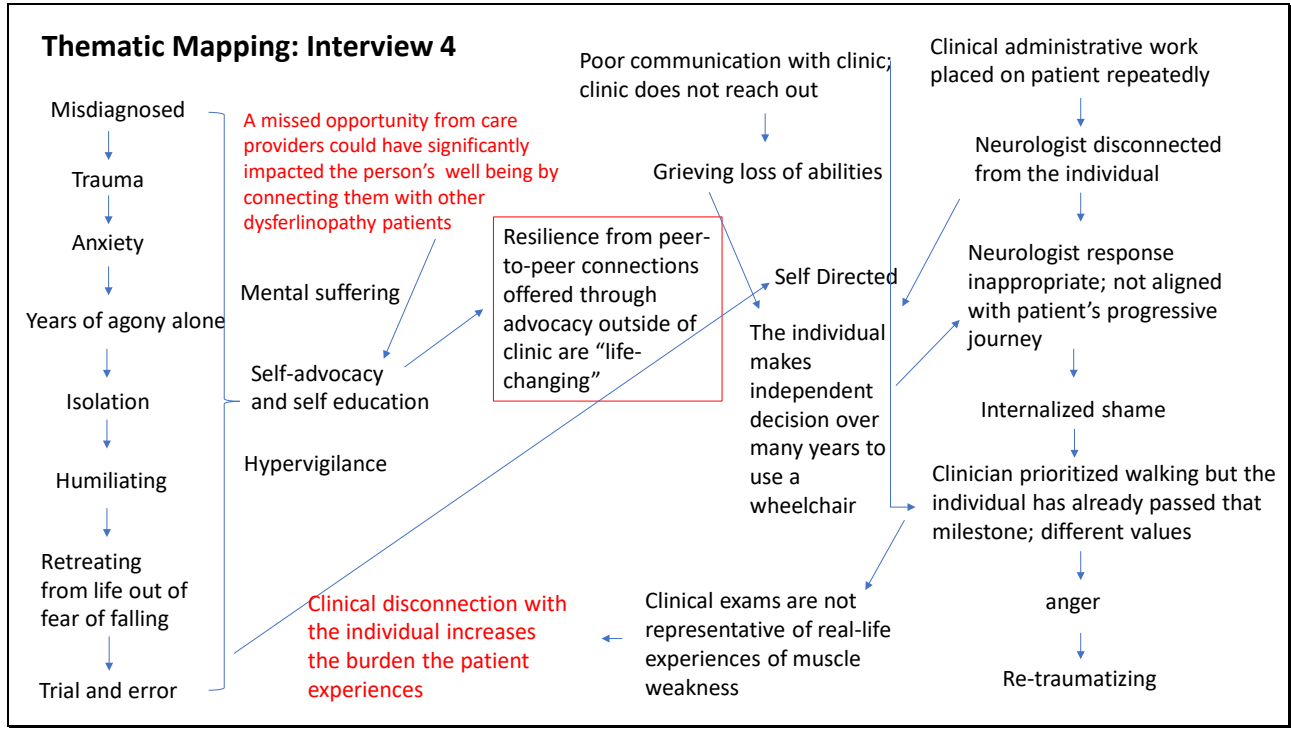 Thematic Mapping: Interview 4
Misdiagnosed
Trauma
Anxiety
Years of agony alone
Isolation
Humiliating
Retreating
from life out of
fear of falling
Trial and error
A missed opportunity from care
providers could have significantly
impacted the person's well being by
connecting them with other
dysferlinopathy patients
Mental suffering
Self-advocacy
and self education
Hypervigilance
Resilience from peer-
to-peer connections
offered through
advocacy outside of
clinic are “life-
changing”
Poor communication with clinic;
clinic does not reach out
Grieving loss of abilities
Self Directed
The individual
makes
independent
decision over
many years to
use a
wheelchair
Clinical administrative work
placed on patient repeatedly
Neurologist disconnected
from the individual
Neurologist response
inappropriate; not aligned
with patient’s progressive
journey
Internalized shame
Clinician prioritized walking but the
individual has already passed that
milestone; different values
anger
Re-traumatizing
Clinical exams are not
representative of real-life
experiences of muscle
weakness
Clinical disconnection with
the individual increases
the burden the patient
experiences